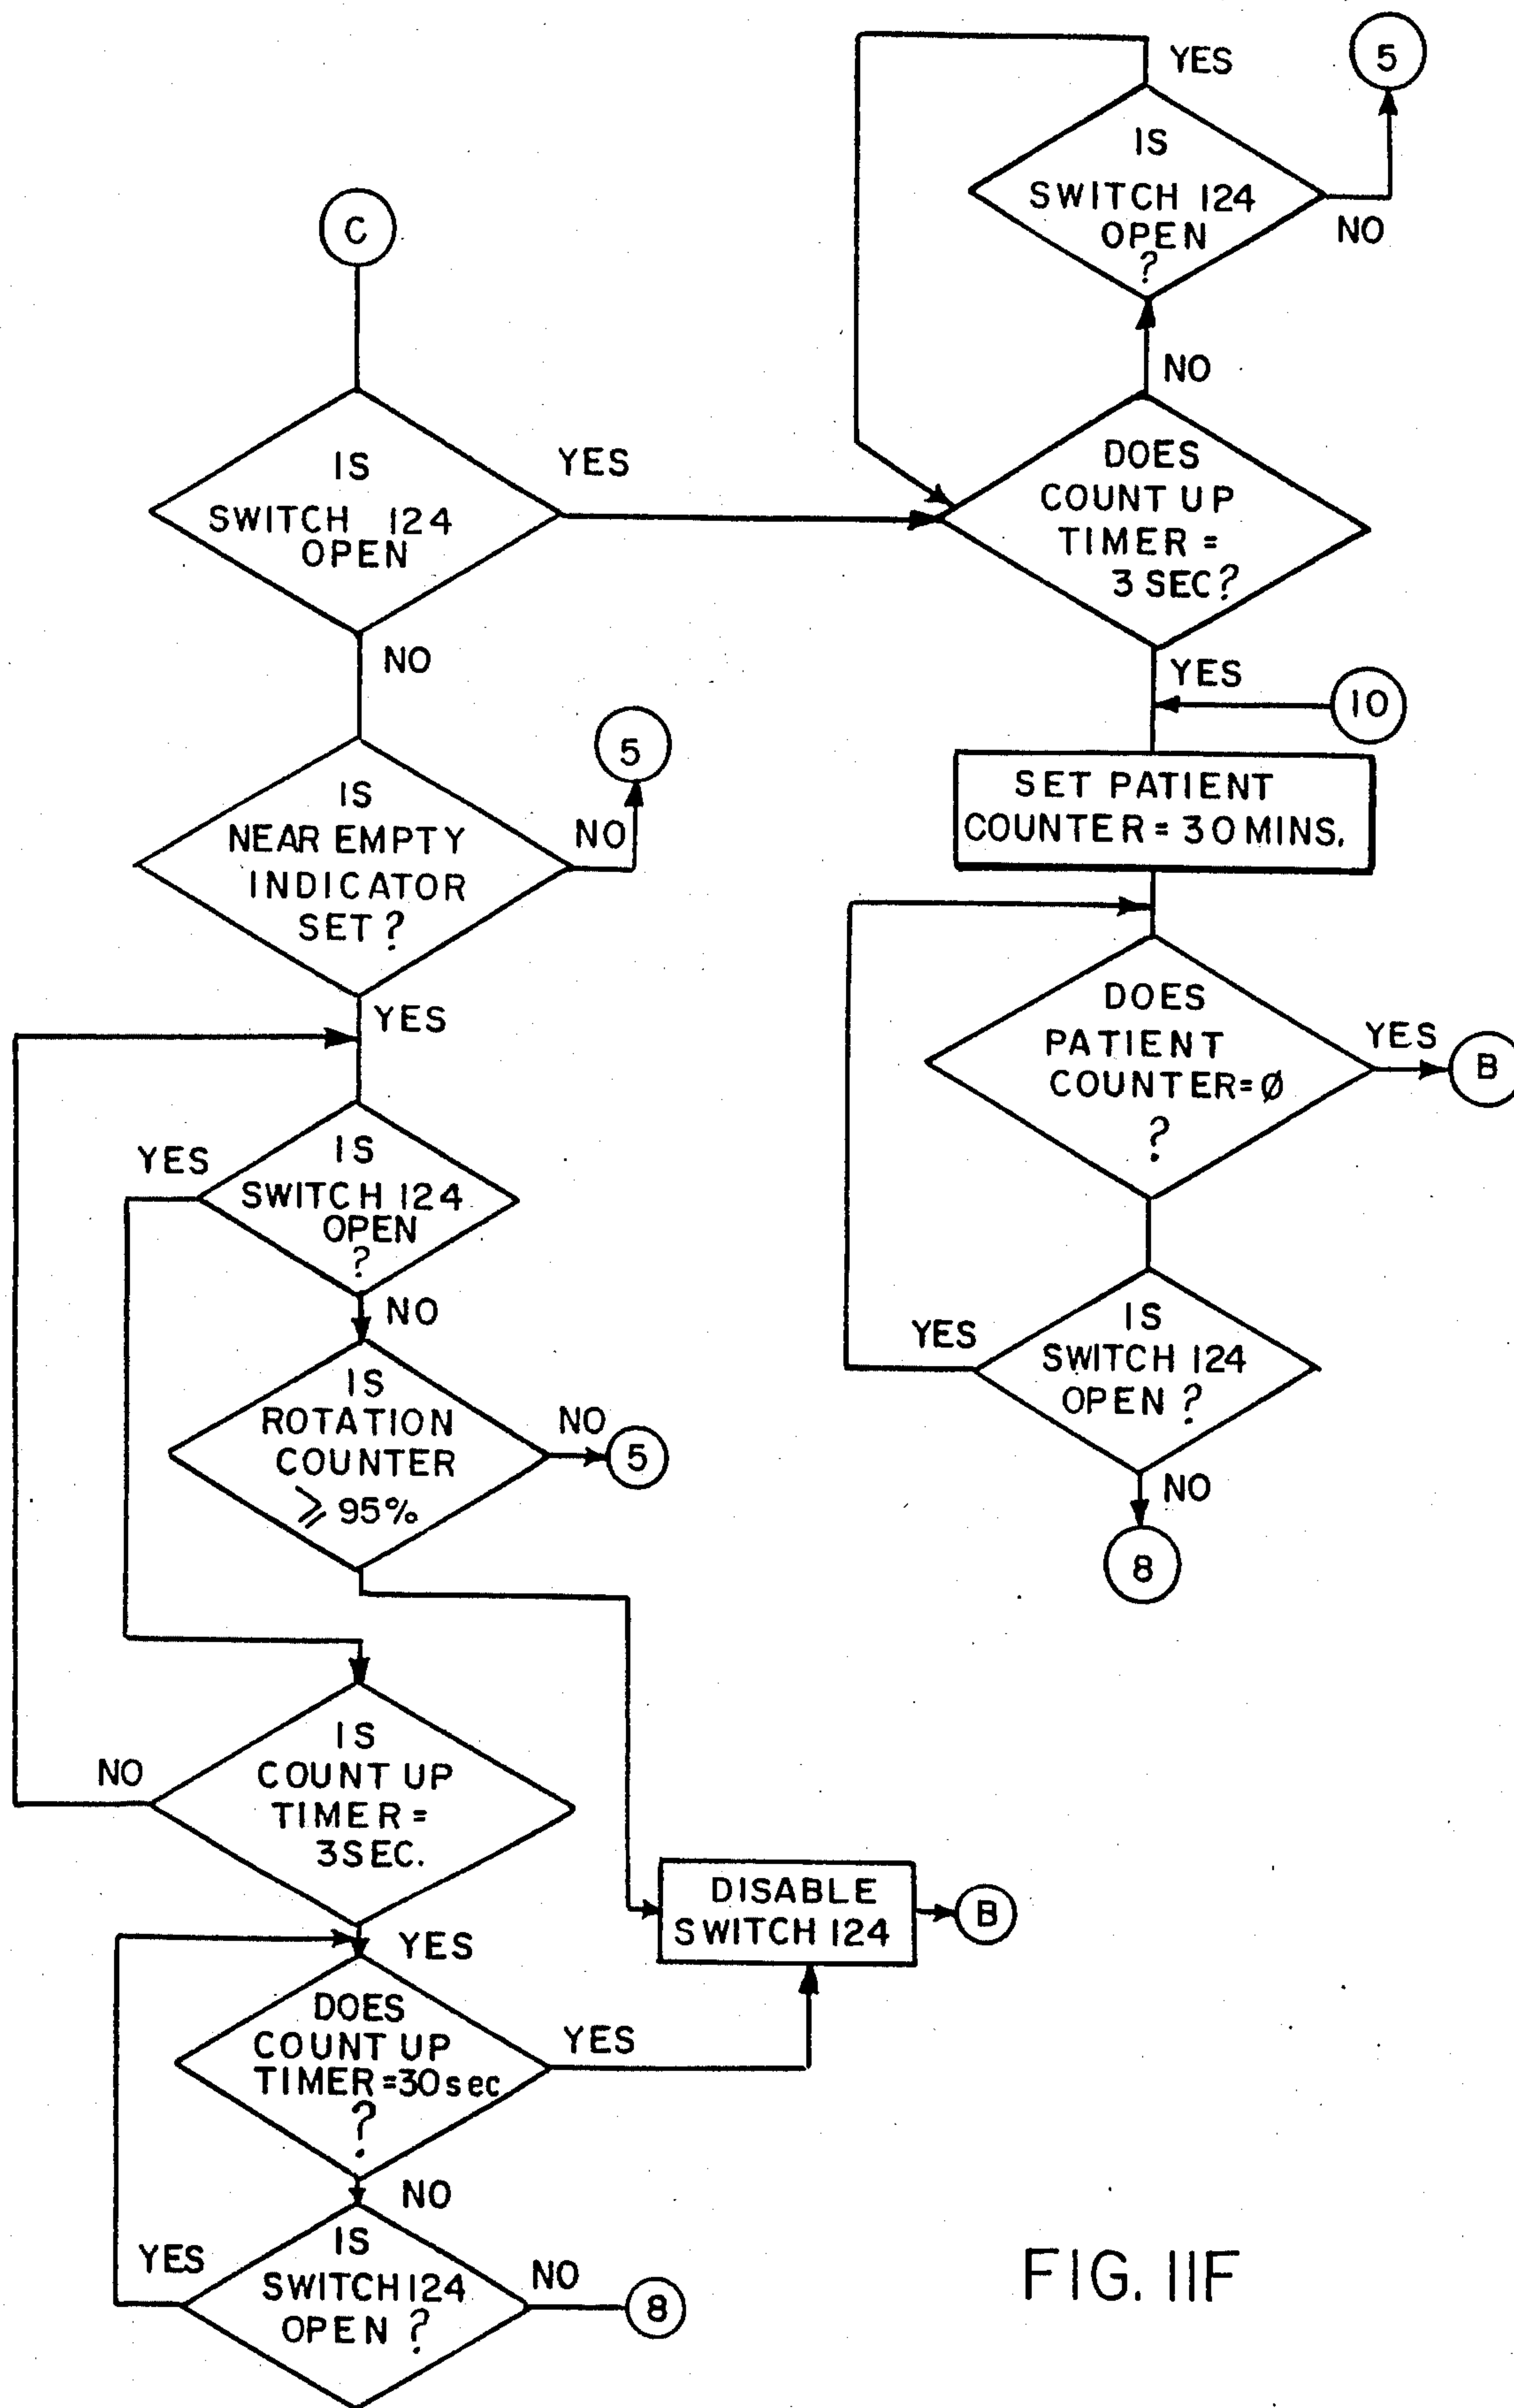 C
IS
SWITCH 124
OPEN
YES
NO
IS
NEAR EMPTY
INDICATOR
SET?
NO
5
YES
IS
SWITCH 124
OPEN
?
YES
NO
IS
ROTATION
COUNTER
⩾ 95%
NO
5
IS
COUNT UP
TIMER =
3SEC.
NO
YES
DOES
COUNT UP
TIMER=30sec
?
YES
DISABLE
SWITCH 124
B
NO
IS
SWITCH 124
OPEN ?
YES
NO
8
YES
IS
SWITCH 124
OPEN
?
NO
5
NO
DOES
COUNT UP
TIMER =
3 SEC?
YES
10
SET PATIENT
COUNTER = 30 MINS.
DOES
PATIENT
COUNTER=Ø
?
YES
B
IS
SWITCH 124
OPEN ?
YES
NO
8
FIG. 11F